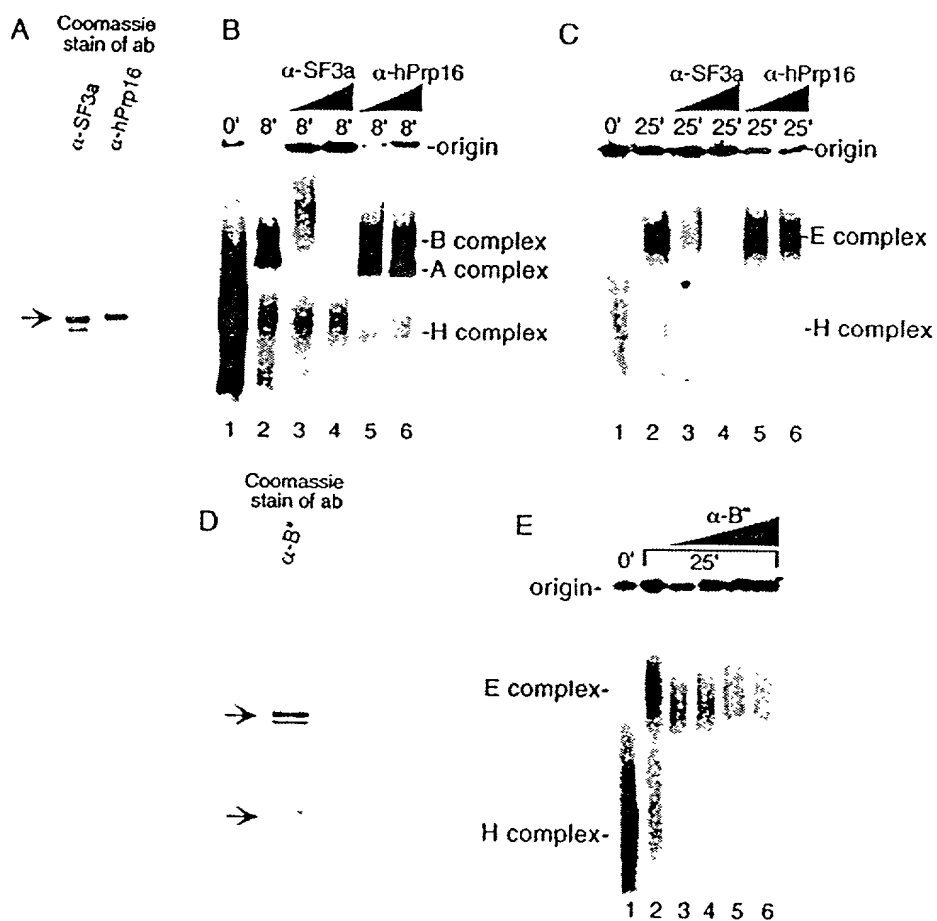 A
Coomassie
stain of ab
α-SF3a
α-hPrp16
B
α-SF3a α-hPrp16
0' 8' 8' 8' 8' 8'
-origin
-B complex
-A complex
-H complex
1 2 3 4 5 6
C
α-SF3a α-hPrp16
0' 25' 25' 25' 25' 25'
-origin
-E complex
-H complex
1 2 3 4 5 6
D
Coomassie
stain of ab
α-B"
E
α-B"
0' 25'
origin-
E complex-
H complex-
1 2 3 4 5 6